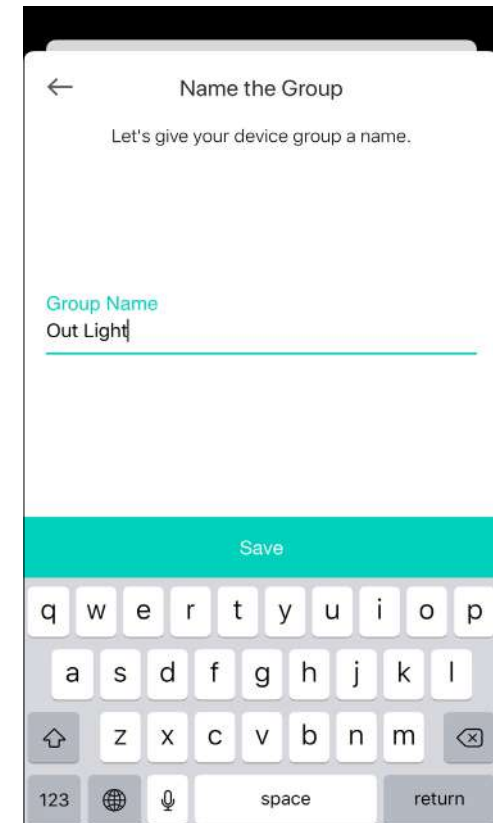 Name the Group
Let's give your device group a name.
Group Name
Out Light
Save
q w e r t y u i o p
a s d f g h j k l
z x c v b n m
123 space return